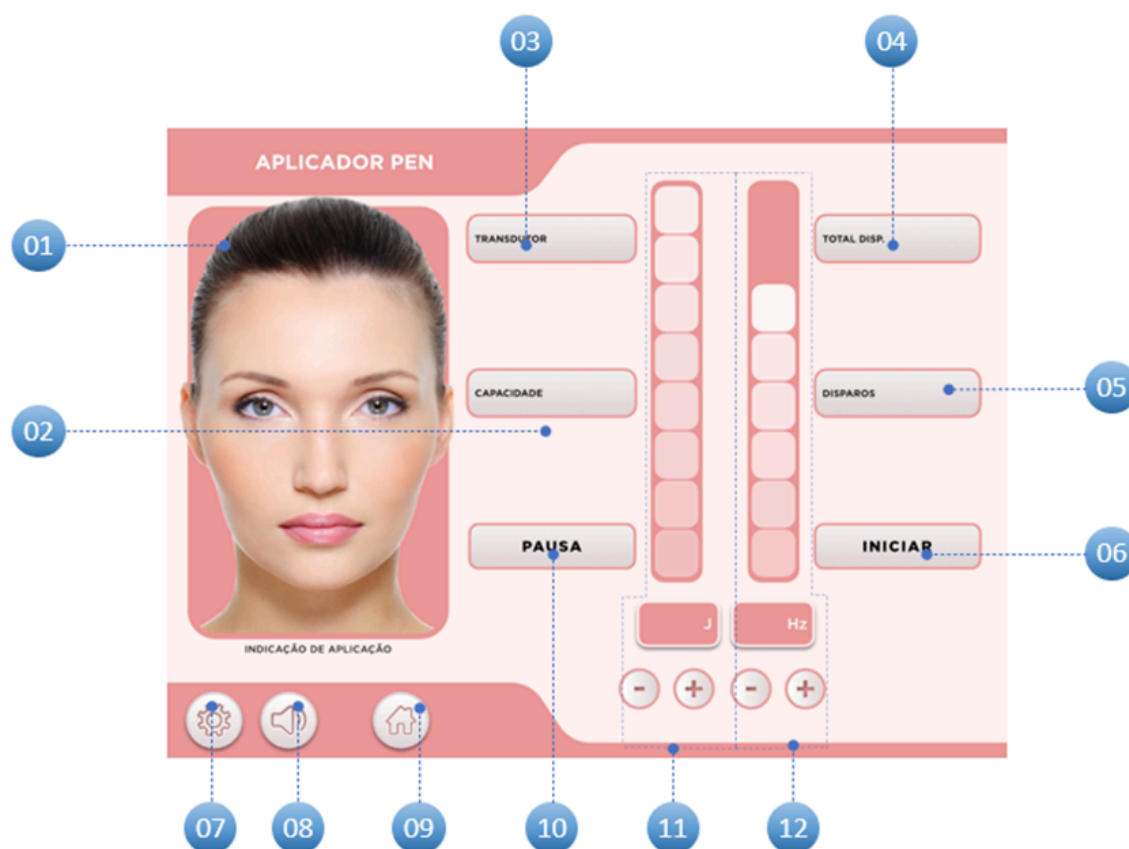 03
04
APLICADOR PEN
01
TRANSDUTOR
TOTAL DISP.
CAPACIDADE
DISPAROS
05
02
PAUSA
INICIAR
06
J
Hz
INDICAÇÃO DE APLICAÇÃO
- + - +
07
08
09
10
11
12